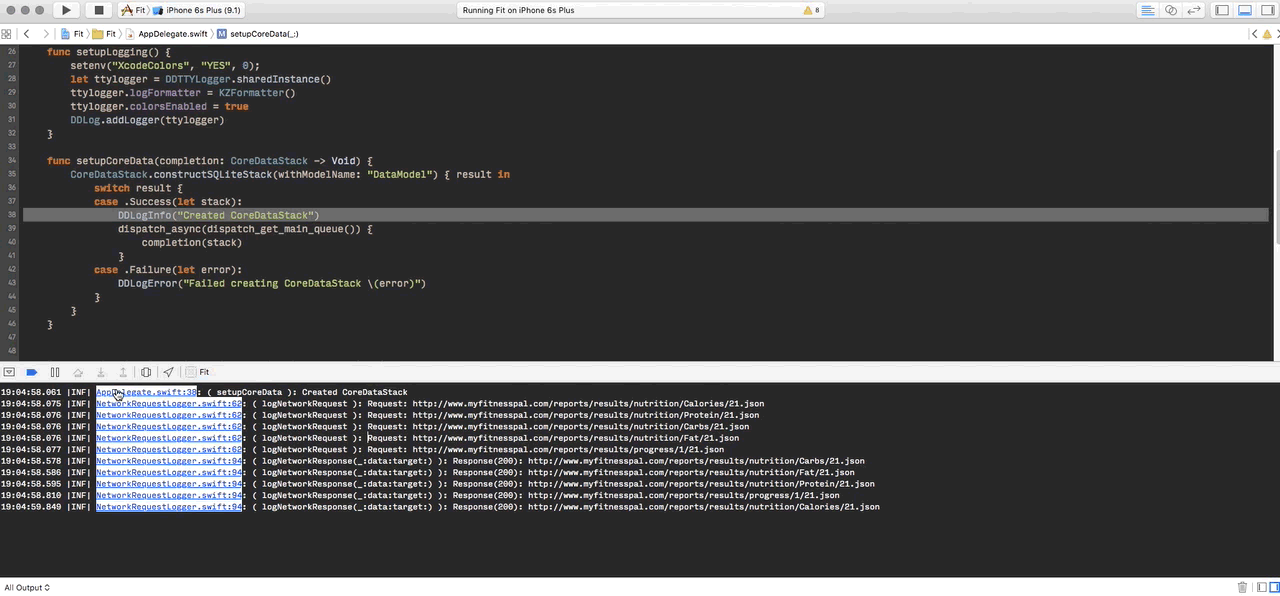 Fit iPhone 6s Plus (9.1)
Running Fit on iPhone 6s Plus
8
Fit Fit AppDelegate.swift M setupCoreData(_:)
26 func setupLogging() {
27 setenv("XcodeColors", "YES", 0);
28 let ttylogger = DDTTYLogger.sharedInstance()
29 ttylogger.logFormatter = KZFormatter()
30 ttylogger.colorsEnabled = true
31 DDLog.addLogger(ttylogger)
32 }
33
34 func setupCoreData(completion: CoreDataStack -> Void) {
35 CoreDataStack.constructSQLiteStack(withModelName: "DataModel") { result in
36 switch result {
37 case .Success(let stack):
38 DDLogInfo("Created CoreDataStack")
39 dispatch_async(dispatch_get_main_queue()) {
40 completion(stack)
41 }
42 case .Failure(let error):
43 DDLogError("Failed creating CoreDataStack \(error)")
44 }
45 }
46 }
47
48
Fit
19:04:58.061 |INF| AppDelegate.swift:38: ( setupCoreData ): Created CoreDataStack
19:04:58.075 |INF| NetworkRequestLogger.swift:62: ( logNetworkRequest ): Request: http://www.myfitnesspal.com/reports/results/nutrition/Calories/21.json
19:04:58.076 |INF| NetworkRequestLogger.swift:62: ( logNetworkRequest ): Request: http://www.myfitnesspal.com/reports/results/nutrition/Protein/21.json
19:04:58.076 |INF| NetworkRequestLogger.swift:62: ( logNetworkRequest ): Request: http://www.myfitnesspal.com/reports/results/nutrition/Carbs/21.json
19:04:58.076 |INF| NetworkRequestLogger.swift:62: ( logNetworkRequest ): Request: http://www.myfitnesspal.com/reports/results/nutrition/Fat/21.json
19:04:58.077 |INF| NetworkRequestLogger.swift:62: ( logNetworkRequest ): Request: http://www.myfitnesspal.com/reports/results/progress/1/21.json
19:04:58.578 |INF| NetworkRequestLogger.swift:94: ( logNetworkResponse(_:data:target:) ): Response(200): http://www.myfitnesspal.com/reports/results/nutrition/Carbs/21.json
19:04:58.586 |INF| NetworkRequestLogger.swift:94: ( logNetworkResponse(_:data:target:) ): Response(200): http://www.myfitnesspal.com/reports/results/nutrition/Fat/21.json
19:04:58.595 |INF| NetworkRequestLogger.swift:94: ( logNetworkResponse(_:data:target:) ): Response(200): http://www.myfitnesspal.com/reports/results/nutrition/Protein/21.json
19:04:58.810 |INF| NetworkRequestLogger.swift:94: ( logNetworkResponse(_:data:target:) ): Response(200): http://www.myfitnesspal.com/reports/results/progress/1/21.json
19:04:59.849 |INF| NetworkRequestLogger.swift:94: ( logNetworkResponse(_:data:target:) ): Response(200): http://www.myfitnesspal.com/reports/results/nutrition/Calories/21.json
All Output